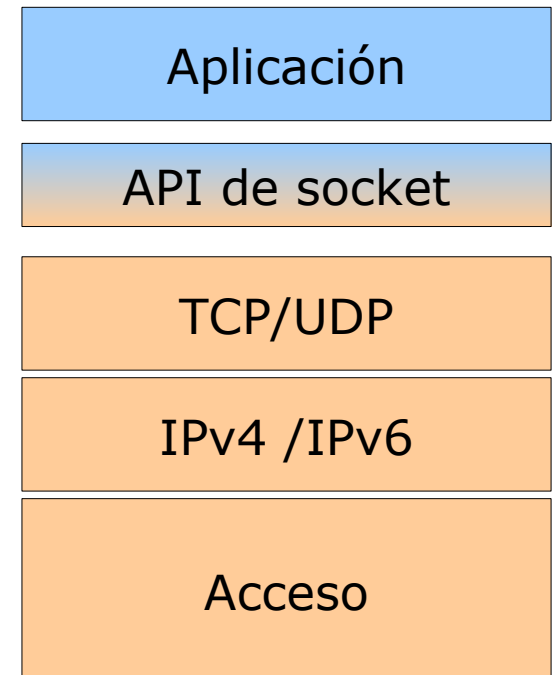 Aplicación
API de socket
TCP/UDP
IPv4 /IPv6
Acceso